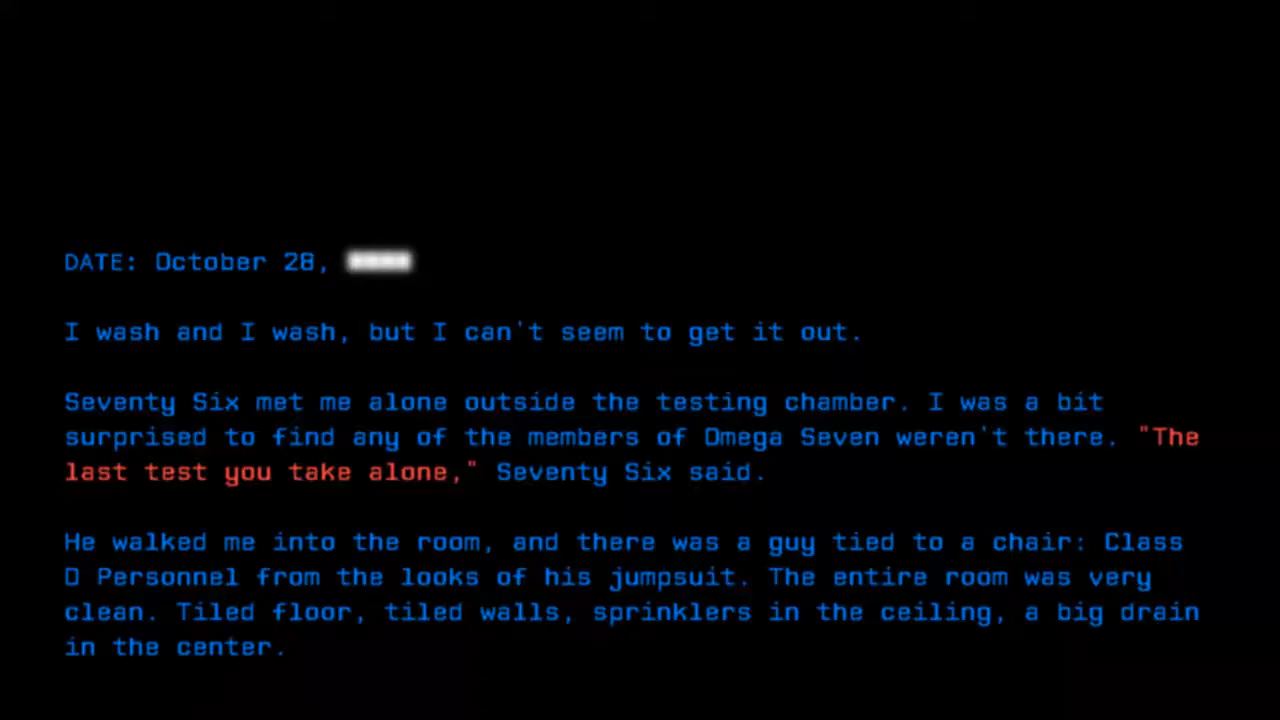 DATE: October 28, ████
I wash and I wash, but I can't seem to get it out.
Seventy Six met me alone outside the testing chamber. I was a bit
surprised to find any of the members of Omega Seven weren't there. "The
last test you take alone," Seventy Six said.
He walked me into the room, and there was a guy tied to a chair: Class
D Personnel from the looks of his jumpsuit. The entire room was very
clean. Tiled floor, tiled walls, sprinklers in the ceiling, a big drain
in the center.